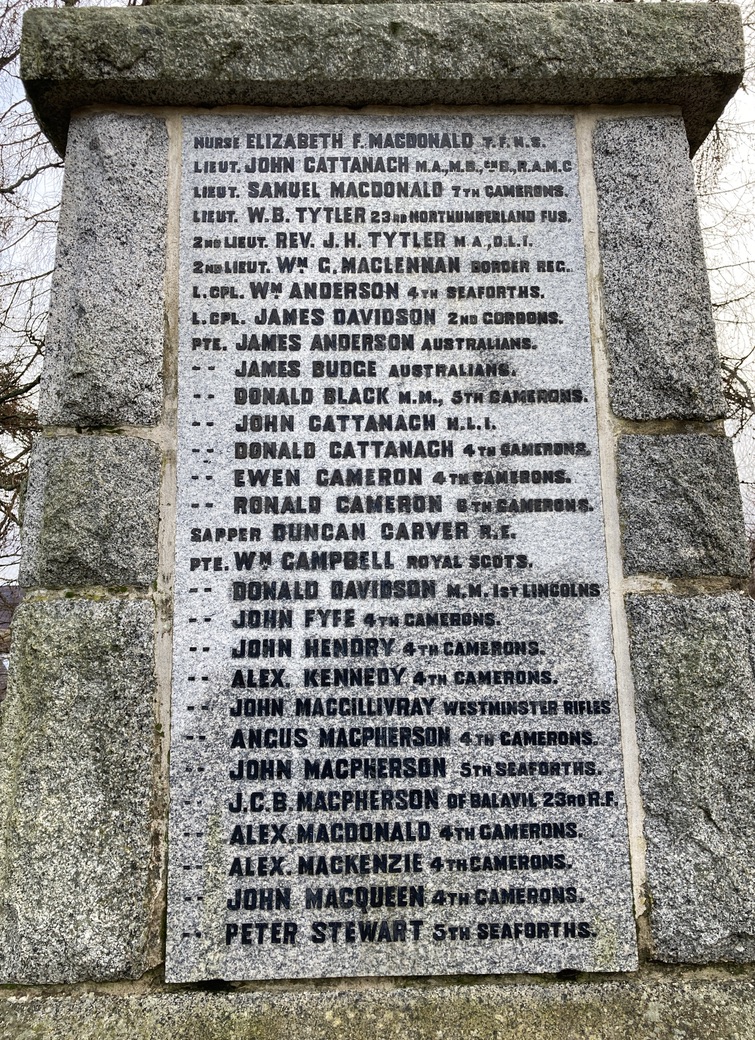 NURSE ELIZABETH F. MACDONALD T.F.N.S.
LIEUT. JOHN CATTANACH M.A., M.B., CH B., R.A.M.C
LIEUT. SAMUEL MACDONALD 7TH CAMERONS.
LIEUT. W.B. TYTLER 23RD NORTHUMBERLAND FUS.
2ND LIEUT. REV. J.H. TYTLER M A., D.L.I.
2ND LIEUT. WM G. MACLENNAN BORDER REG.
L.CPL. WM ANDERSON 4TH SEAFORTHS.
L.CPL. JAMES DAVIDSON 2ND GORDONS.
PTE. JAMES ANDERSON AUSTRALIANS.
-- JAMES BUDGE AUSTRALIANS.
-- DONALD BLACK M.M., 5TH CAMERONS.
-- JOHN CATTANACH H.L.I.
-- DONALD CATTANACH 4TH CAMERONS.
-- EWEN CAMERON 4TH CAMERONS.
-- RONALD CAMERON 6TH CAMERONS.
SAPPER DUNCAN CARVER R.E.
PTE. WM CAMPBELL ROYAL SCOTS.
-- DONALD DAVIDSON M.M. 1ST LINCOLNS
-- JOHN FYFE 4TH CAMERONS.
-- JOHN HENDRY 4TH CAMERONS.
-- ALEX. KENNEDY 4TH CAMERONS.
-- JOHN MACGILLIVRAY WESTMINSTER RIFLES
-- ANGUS MACPHERSON 4TH CAMERONS.
-- JOHN MACPHERSON 5TH SEAFORTHS.
-- J.C.B. MACPHERSON OF BALAVIL 23RD R.F.
-- ALEX. MACDONALD 4TH CAMERONS.
-- ALEX. MACKENZIE 4TH CAMERONS.
-- JOHN MACQUEEN 4TH CAMERONS.
-- PETER STEWART 5TH SEAFORTHS.